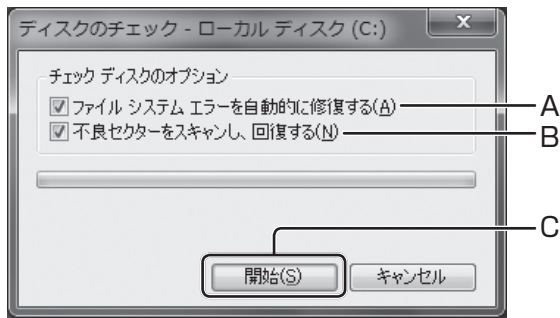 ディスクのチェック - ローカル ディスク (C:)
x
チェック ディスクのオプション
ファイル システム エラーを自動的に修復する(A)
A
不良セクターをスキャンし、回復する(N)
B
C
開始(S)
キャンセル